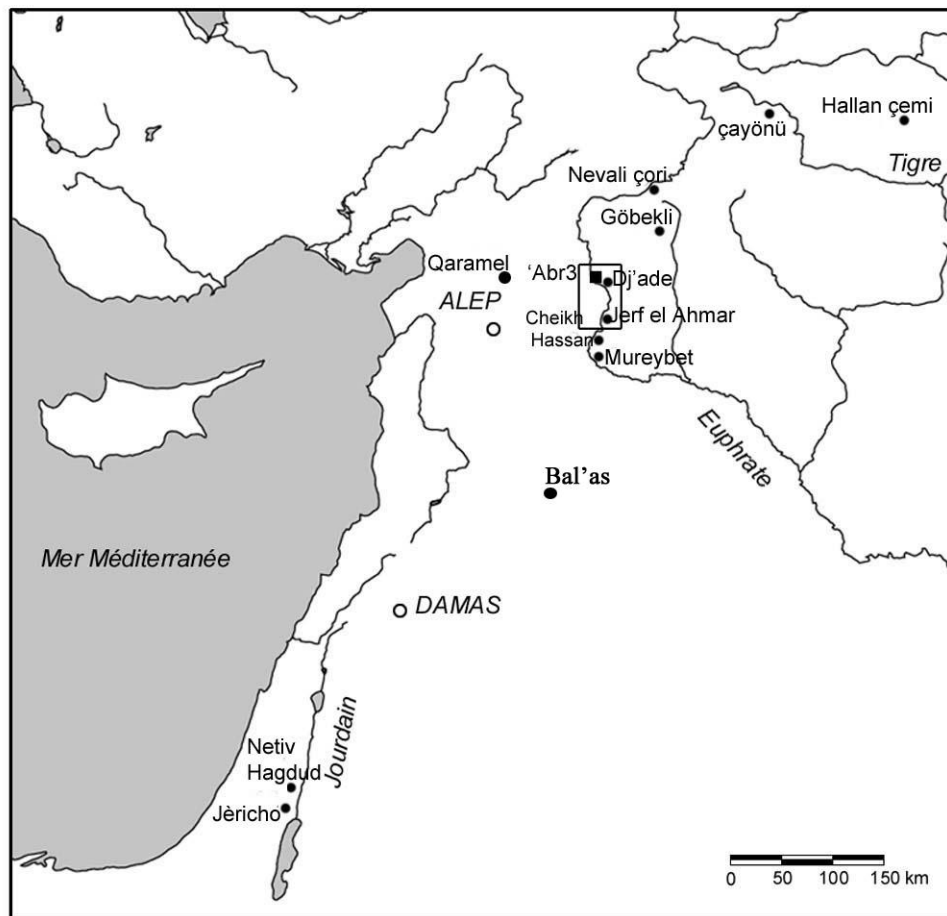 Hallan çemi
çayönü
Tigre
Nevali çori
Göbekli
Qaramel
'Abr3
Dj'ade
ALEP
Cheikh
Hassan
Jerf el Ahmar
Mureybet
Euphrate
Bal'as
Mer Méditerranée
DAMAS
Jourdain
Netiv
Hagdud
Jèricho
0 50 100 150 km